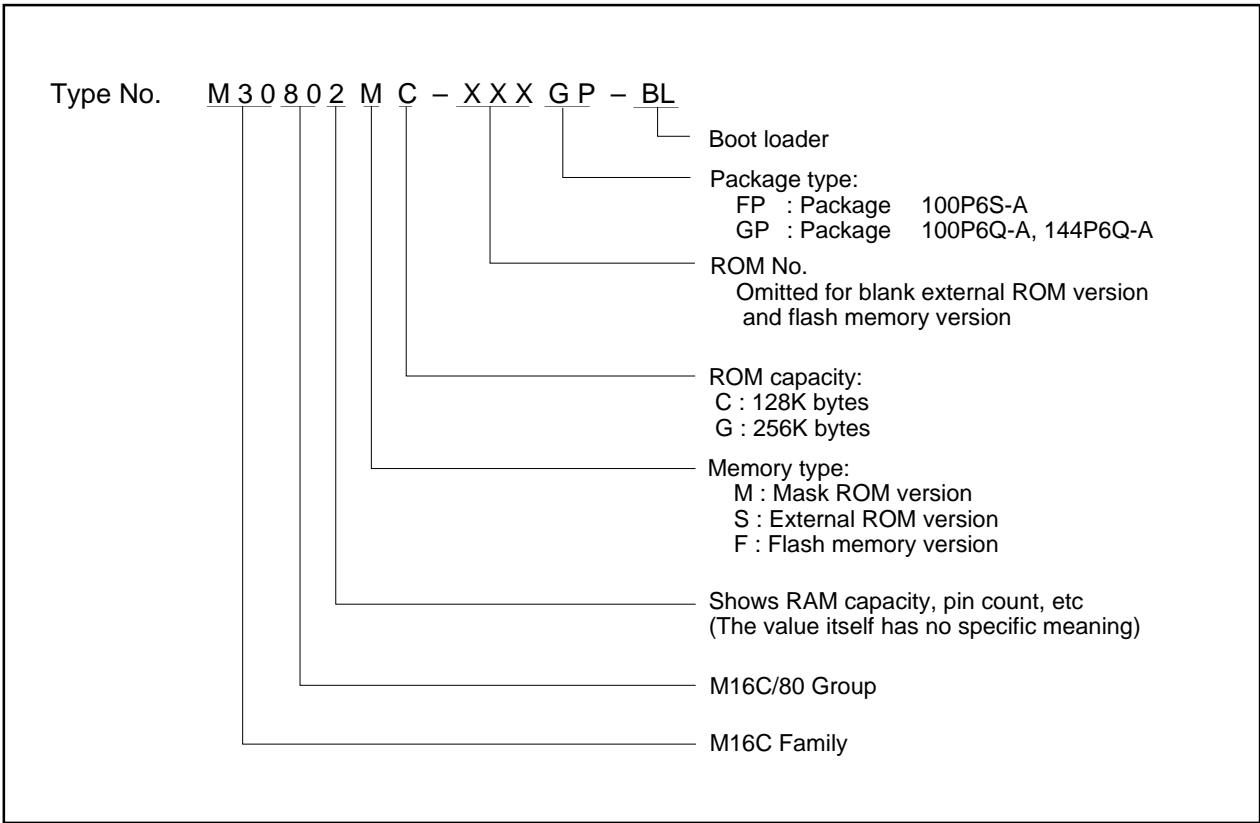 Type No. M 3 0 8 0 2 M C – X X X G P – BL
Boot loader
Package type:
FP : Package 100P6S-A
GP : Package 100P6Q-A, 144P6Q-A
ROM No.
Omitted for blank external ROM version
and flash memory version
ROM capacity:
C : 128K bytes
G : 256K bytes
Memory type:
M : Mask ROM version
S : External ROM version
F : Flash memory version
Shows RAM capacity, pin count, etc
(The value itself has no specific meaning)
M16C/80 Group
M16C Family